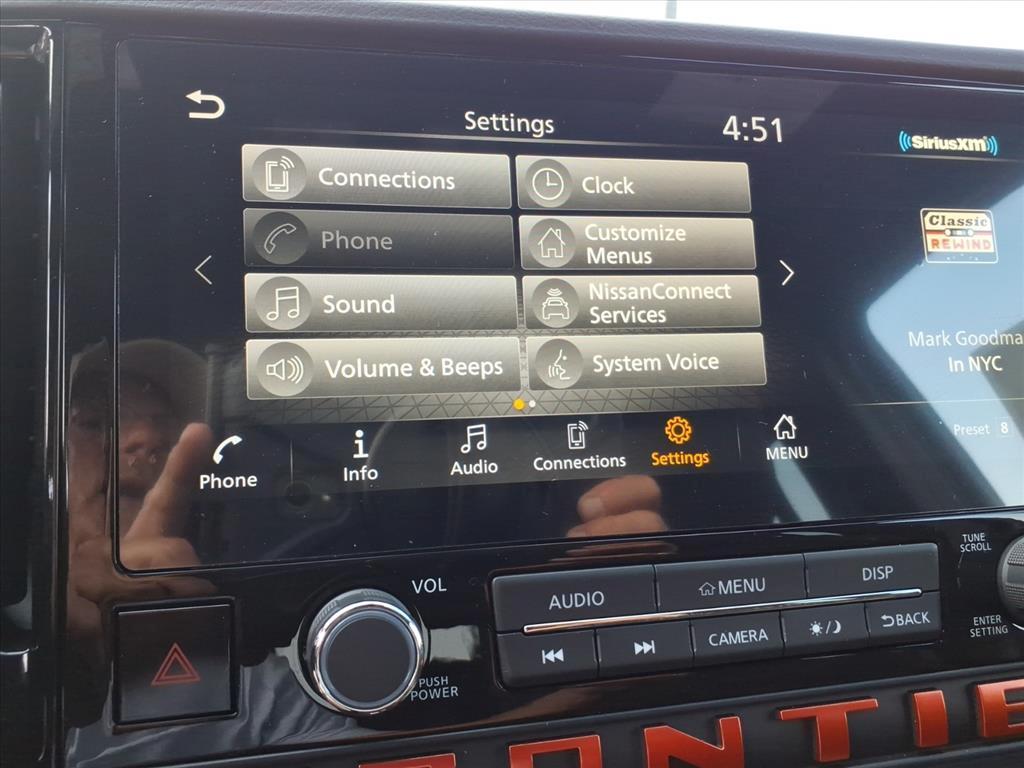 Settings
4:51
SiriusXM
Connections
Clock
Classic
REWIND
Phone
Customize
Menus
Sound
NissanConnect
Services
Mark Goodma
In NYC
Volume & Beeps
System Voice
Preset 8
Phone
Info
Audio
Connections
Settings
MENU
TUNE
SCROLL
VOL
AUDIO
MENU
DISP
CAMERA
BACK
ENTER
SETTING
PUSH
POWER
ONTIE